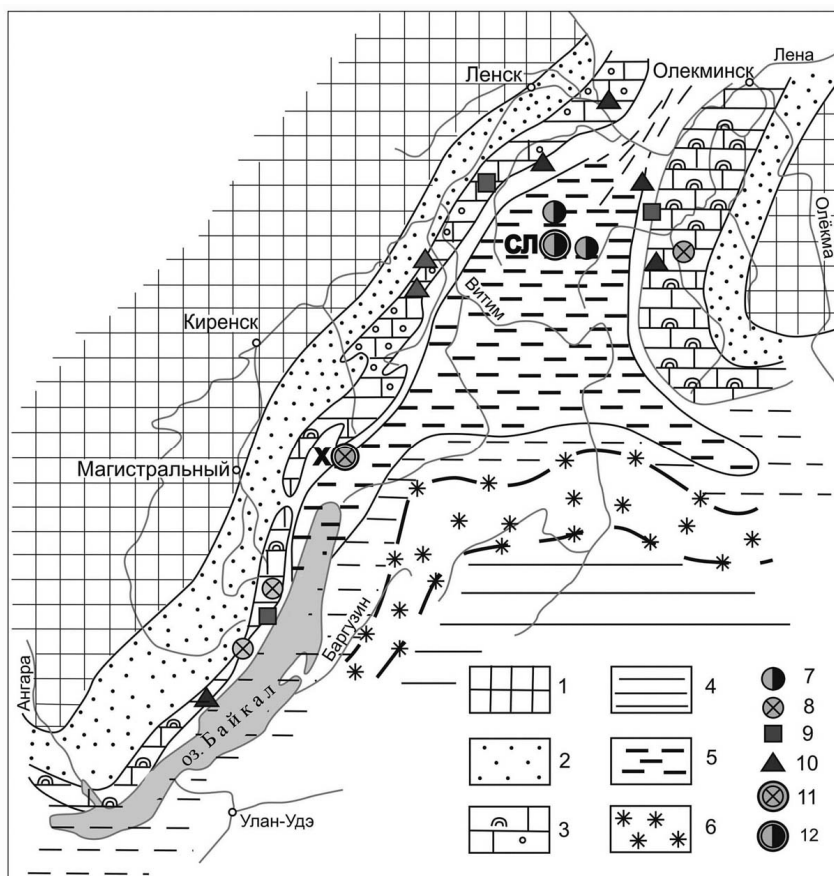 Лена
Ленск
Олекминск
Олёкма
СЛ
Витим
Киренск
Магистральный
Х
Баргузин
Ангара
оз. Байкал
Улан-Удэ
1
2
3
4
5
6
7
8
9
10
11
12